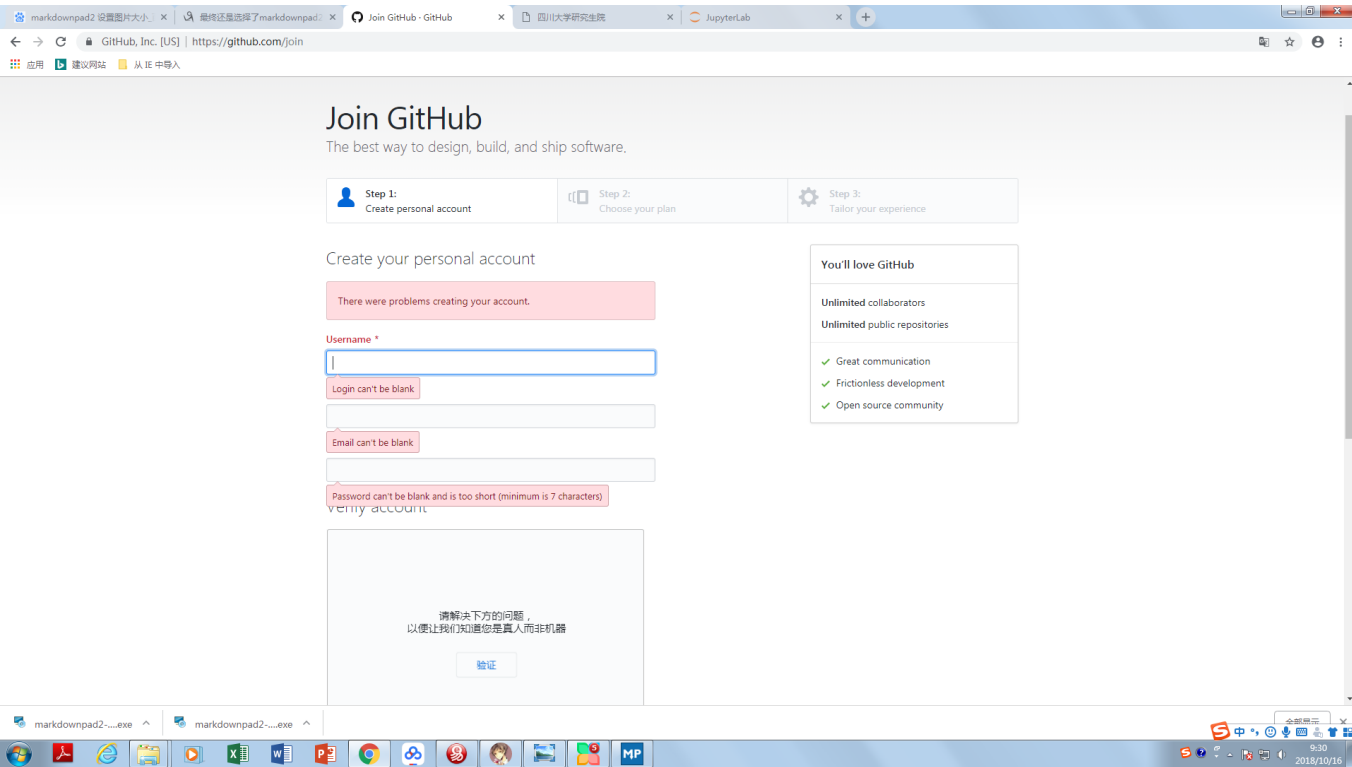 markdownpad2 设置图片大小_
最终还是选择了markdownpad2
Join GitHub · GitHub
四川大学研究生院
JupyterLab
GitHub, Inc. [US] | https://github.com/join
应用
建议网站
从 IE 中导入
Join GitHub
The best way to design, build, and ship software.
Step 1:
Create personal account
Step 2:
Choose your plan
Step 3:
Tailor your experience
Create your personal account
There were problems creating your account.
Username *
Login can't be blank
Email can't be blank
Password can't be blank and is too short (minimum is 7 characters)
Verify account
请解决下方的问题，
以便让我们知道您是真人而非机器
验证
You'll love GitHub
Unlimited collaborators
Unlimited public repositories
Great communication
Frictionless development
Open source community
markdownpad2-....exe
markdownpad2-....exe
全部显示
中
5
MP
9:30
2018/10/16